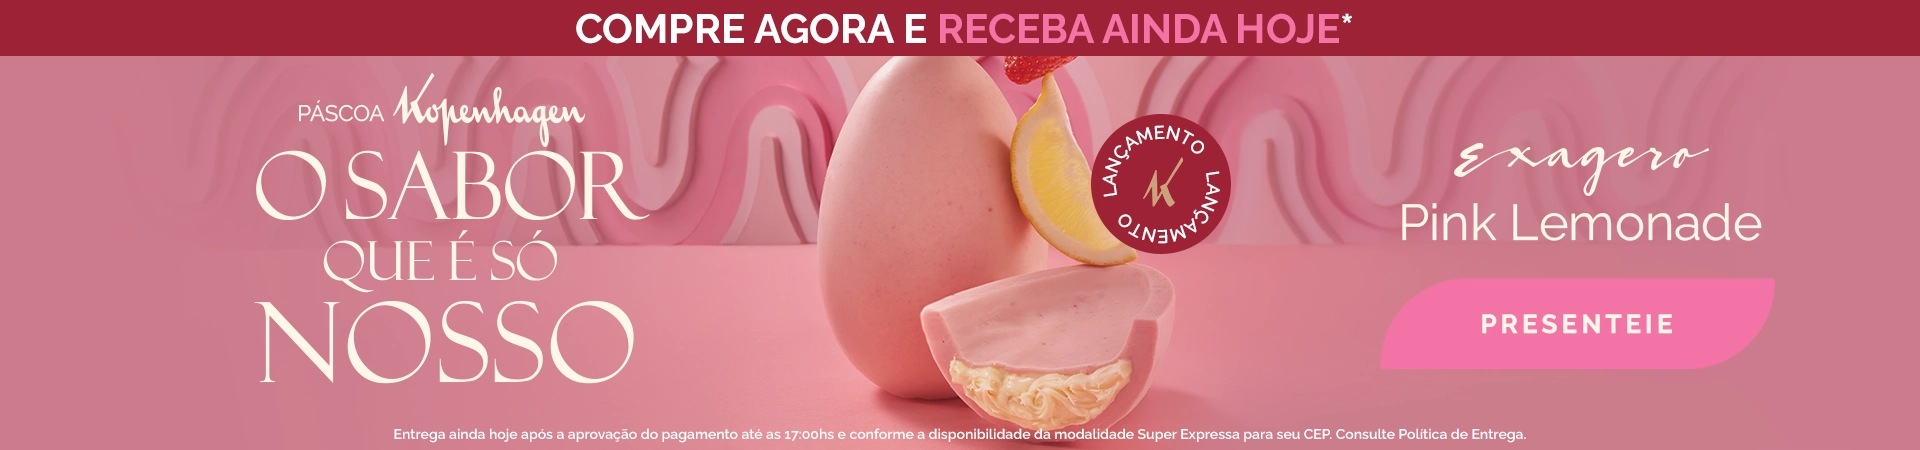 COMPRE AGORA E RECEBA AINDA HOJE*
PÁSCOA Kopenhagen
O SABOR
QUE É SÓ
NOSSO
LANÇAMENTO
LANÇAMENTO
Exagero
Pink Lemonade
PRESENTEIE
Entrega ainda hoje após a aprovação do pagamento até as 17:00hs e conforme a disponibilidade da modalidade Super Expressa para seu CEP. Consulte Política de Entrega.